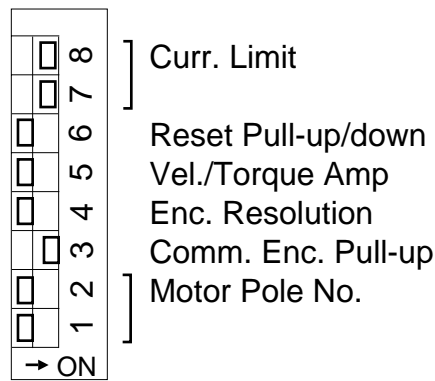 8 Curr. Limit
7
6 Reset Pull-up/down
5 Vel./Torque Amp
4 Enc. Resolution
3 Comm. Enc. Pull-up
2 Motor Pole No.
1
→ ON